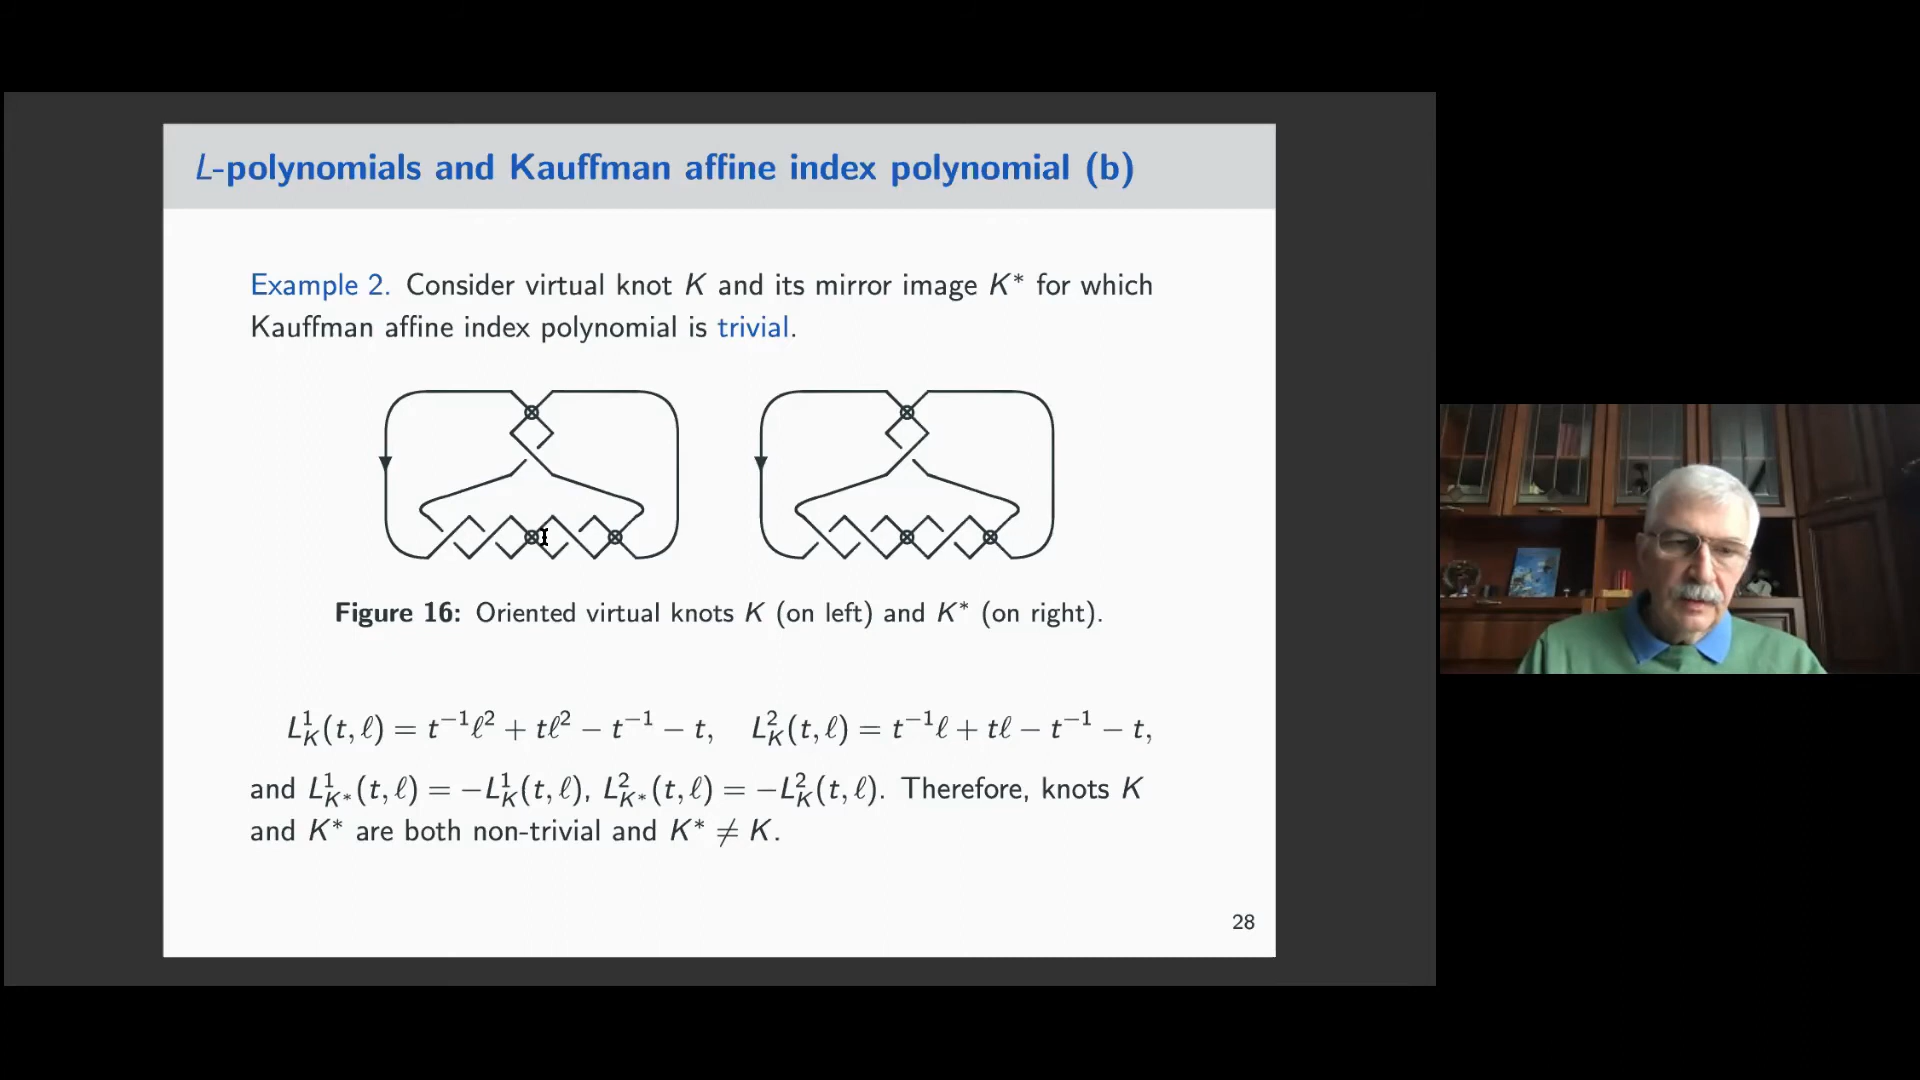 L-polynomials and Kauffman affine index polynomial (b)
Example 2. Consider virtual knot K and its mirror image K* for which
Kauffman affine index polynomial is trivial.
Figure 16: Oriented virtual knots K (on left) and K* (on right).
L¹_K(t, ℓ) = t⁻¹ℓ² + tℓ² − t⁻¹ − t, L²_K(t, ℓ) = t⁻¹ℓ + tℓ − t⁻¹ − t,
and L¹_K*(t, ℓ) = −L¹_K(t, ℓ), L²_K*(t, ℓ) = −L²_K(t, ℓ). Therefore, knots K
and K* are both non-trivial and K* ≠ K.
28